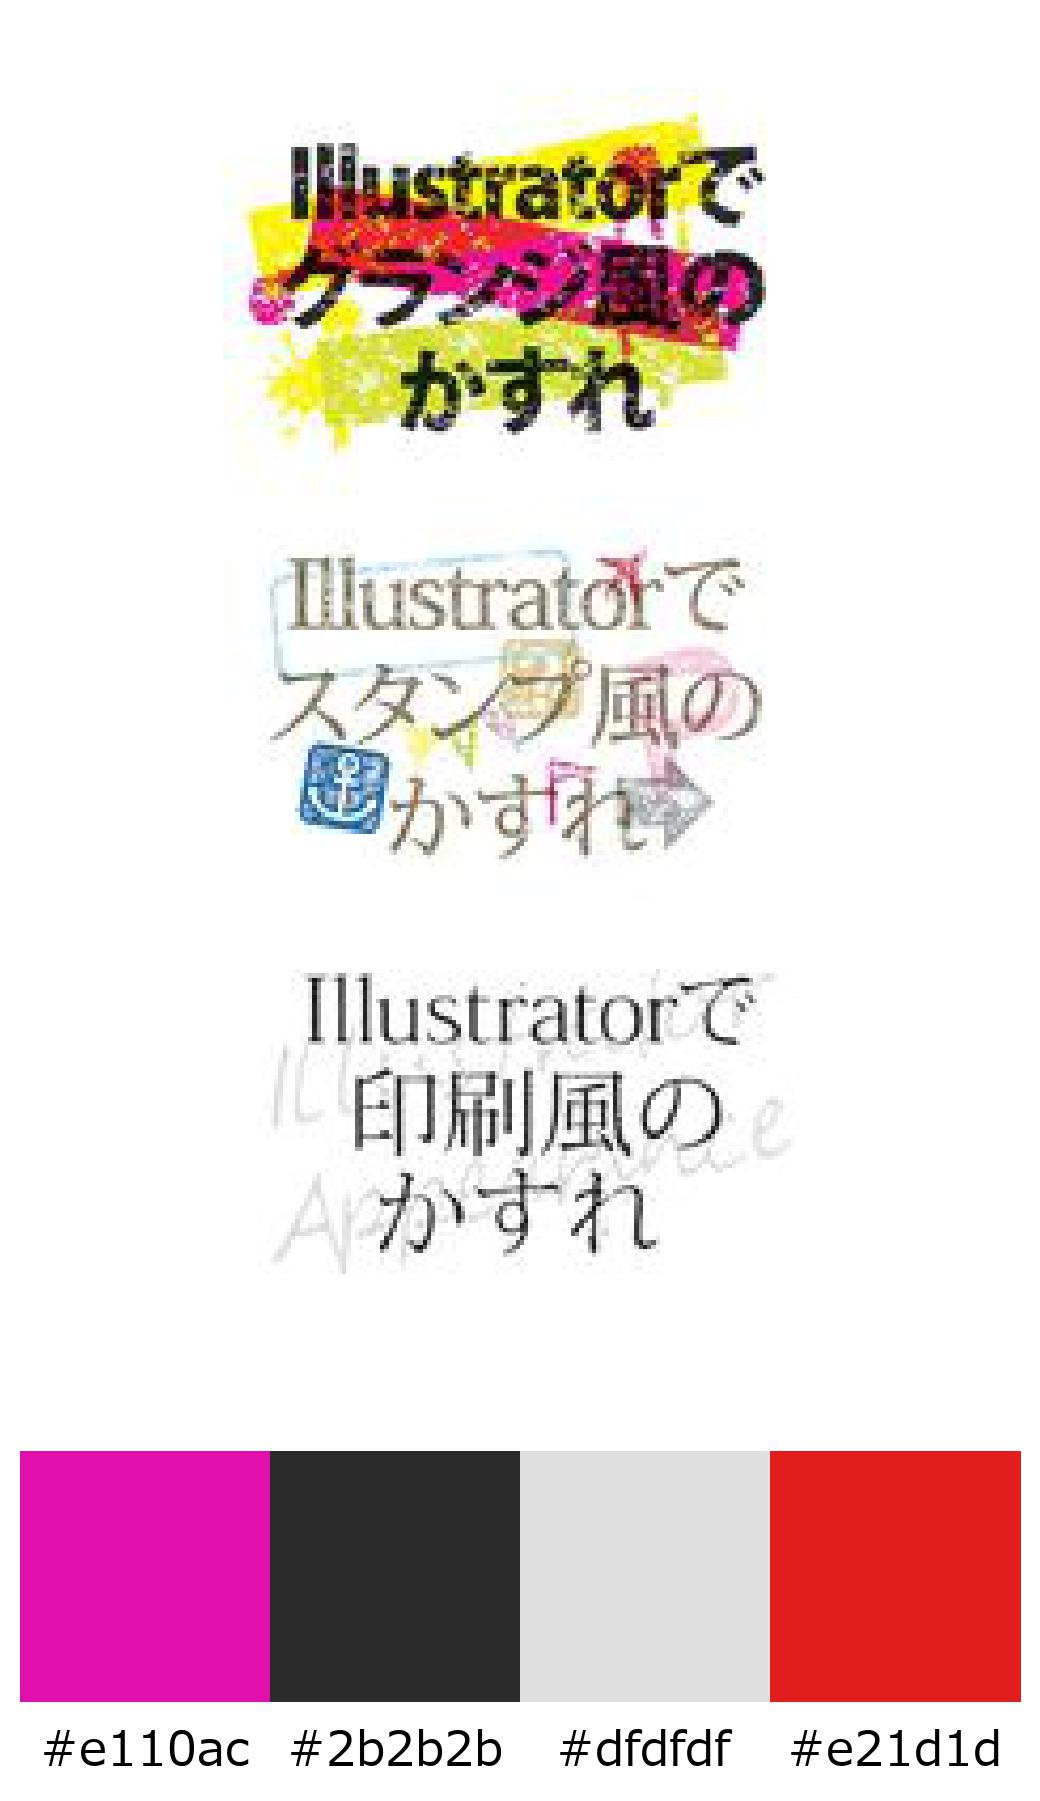 Illustratorで
グランジ風の
かすれ
Illustratorで
スタンプ風の
かすれ
Illustratorで
印刷風の
かすれ
Appearance
#e110ac #2b2b2b #dfdfdf #e21d1d